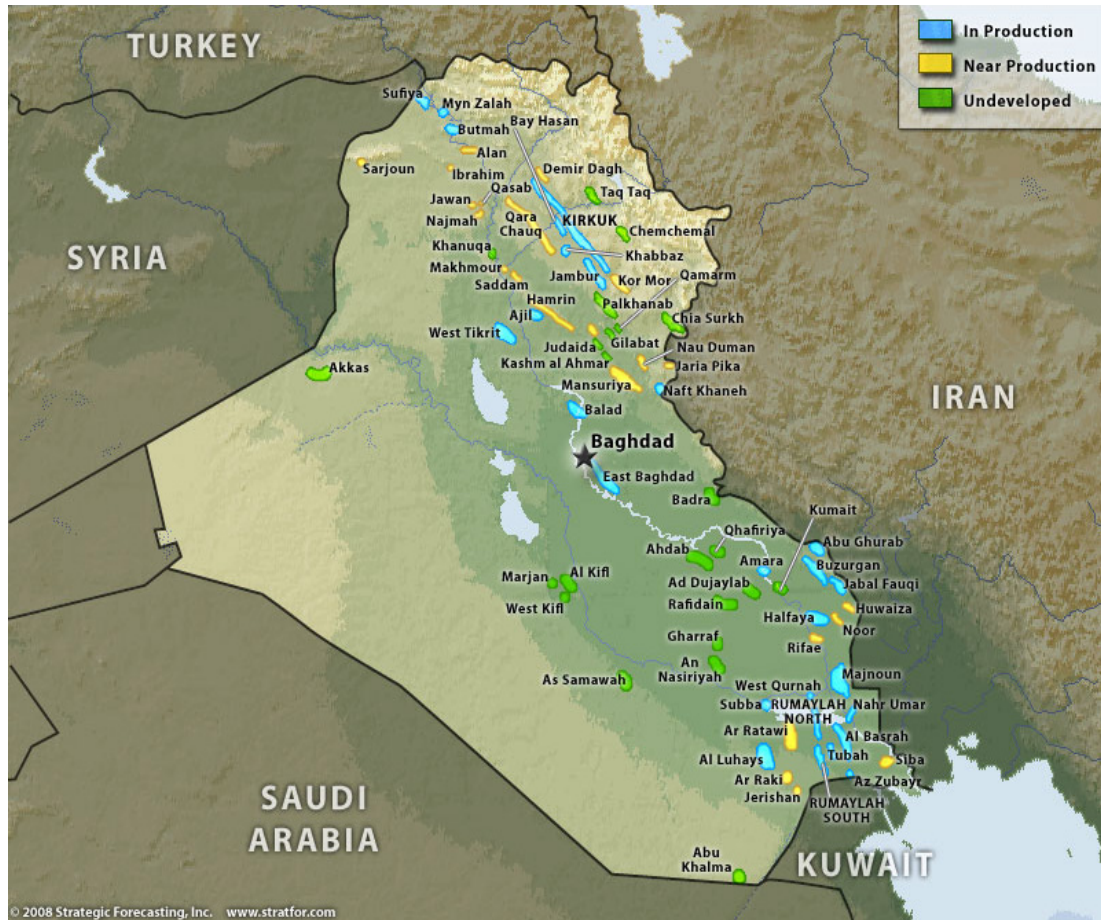 TURKEY
In Production
Near Production
Undeveloped
Sufiya
Myn Zalah
Bay Hasan
Butmah
Alan
Sarjoun
Ibrahim
Demir Dagh
Qasab
Taq Taq
Jawan
Najmah
Qara
Chauq
KIRKUK
Chemchemal
Khanuqa
Khabbaz
SYRIA
Makhmour
Saddam
Jambur
Kor Mor
Qamarm
Hamrin
Palkhanab
Ajil
Chia Surkh
West Tikrit
Gilabat
Judaida
Nau Duman
Kashm al Ahmar
Jaria Pika
Akkas
Mansuriya
Naft Khaneh
IRAN
Balad
Baghdad
East Baghdad
Badra
Kumait
Qhafiriya
Abu Ghurab
Ahdab
Amara
Buzurgan
Marjan
Al Kifl
Ad Dujaylab
Jabal Fauqi
West Kifl
Rafidain
Huwaiza
Halfaya
Noor
Gharraf
Rifae
An
Nasiriyah
As Samawah
Majnoun
West Qurnah
Subba
RUMAYLAH
NORTH
Nahr Umar
Ar Ratawi
Al Basrah
Al Luhays
Tubah
Siba
Ar Raki
Az Zubayr
Jerishan
RUMAYLAH
SOUTH
SAUDI
ARABIA
Abu
Khalma
KUWAIT
© 2008 Strategic Forecasting, Inc. www.stratfor.com